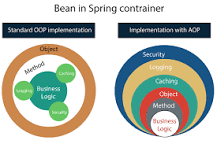 Bean in Spring contrainer
Standard OOP implementation
Implementation with AOP
Object
Method
Caching
Logging
Business
Logic
Security
Security
Logging
Caching
Object
Method
Business
Logic